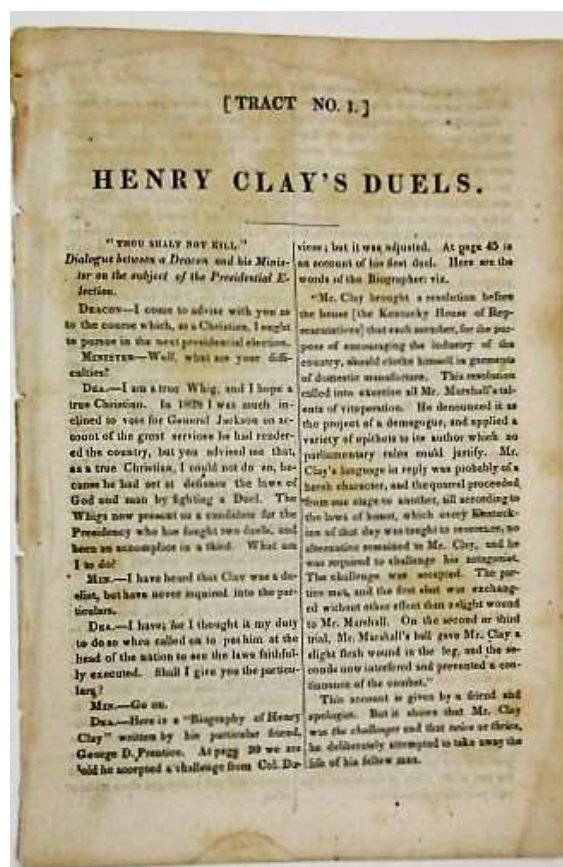 [TRACT NO. 1.]
HENRY CLAY'S DUELS.
"THOU SHALT NOT KILL."
Dialogue between a Deacon and his Minis-
ter on the subject of the Presidential E-
lection.
DEACON—I come to advise with you as
to the course which, as a Christian, I ought
to pursue in the next presidential election.
MINISTER—Well, what are your diffi-
culties?
DEA.—I am a true Whig, and I hope a
true Christian. In 1828 I was much in-
clined to vote for General Jackson on ac-
count of the great services he had render-
ed the country, but you advised me that,
as a true Christian, I could not do so, be-
cause he had set at defiance the laws of
God and man by fighting a Duel. The
Whigs now present us a candidate for the
Presidency who has fought two duels, and
been an accomplice in a third. What am
I to do?
MIN.—I have heard that Clay was a du-
elist, but have never inquired into the par-
ticulars.
DEA.—I have; for I thought it my duty
to do so when called on to put him at the
head of the nation to see the laws faithful-
ly executed. Shall I give you the particu-
lars?
MIN.—Go on.
DEA.—Here is a "Biography of Henry
Clay" written by his particular friend,
George D. Prentice. At page 30 we are
told he accepted a challenge from Col. Da-
viess; but it was adjusted. At page 45 is
an account of his first duel. Here are the
words of the Biographer: viz.
"Mr. Clay brought a resolution before
the house [the Kentucky House of Rep-
resentatives] that each member, for the pur-
pose of encouraging the industry of the
country, should clothe himself in garments
of domestic manufacture. This resolution
called into exercise all Mr. Marshall's tal-
ents of vituperation. He denounced it as
the project of a demagogue, and applied a
variety of epithets to its author which no
parliamentary rules could justify. Mr.
Clay's language in reply was probably of a
harsh character, and the quarrel proceeded
from one stage to another, till according to
the laws of honor, which every Kentuck-
ian of that day was taught to reverence, no
alternative remained to Mr. Clay, and he
was required to challenge his antagonist.
The challenge was accepted. The par-
ties met, and the first shot was exchang-
ed without other effect than a slight wound
to Mr. Marshall. On the second or third
trial, Mr. Marshall's ball gave Mr. Clay a
slight flesh wound in the leg, and the se-
conds now interfered and prevented a con-
tinuance of the combat."
This account is given by a friend and
apologist. But it shows that Mr. Clay
was the challenger and that twice or thrice,
he deliberately attempted to take away the
life of his fellow man.